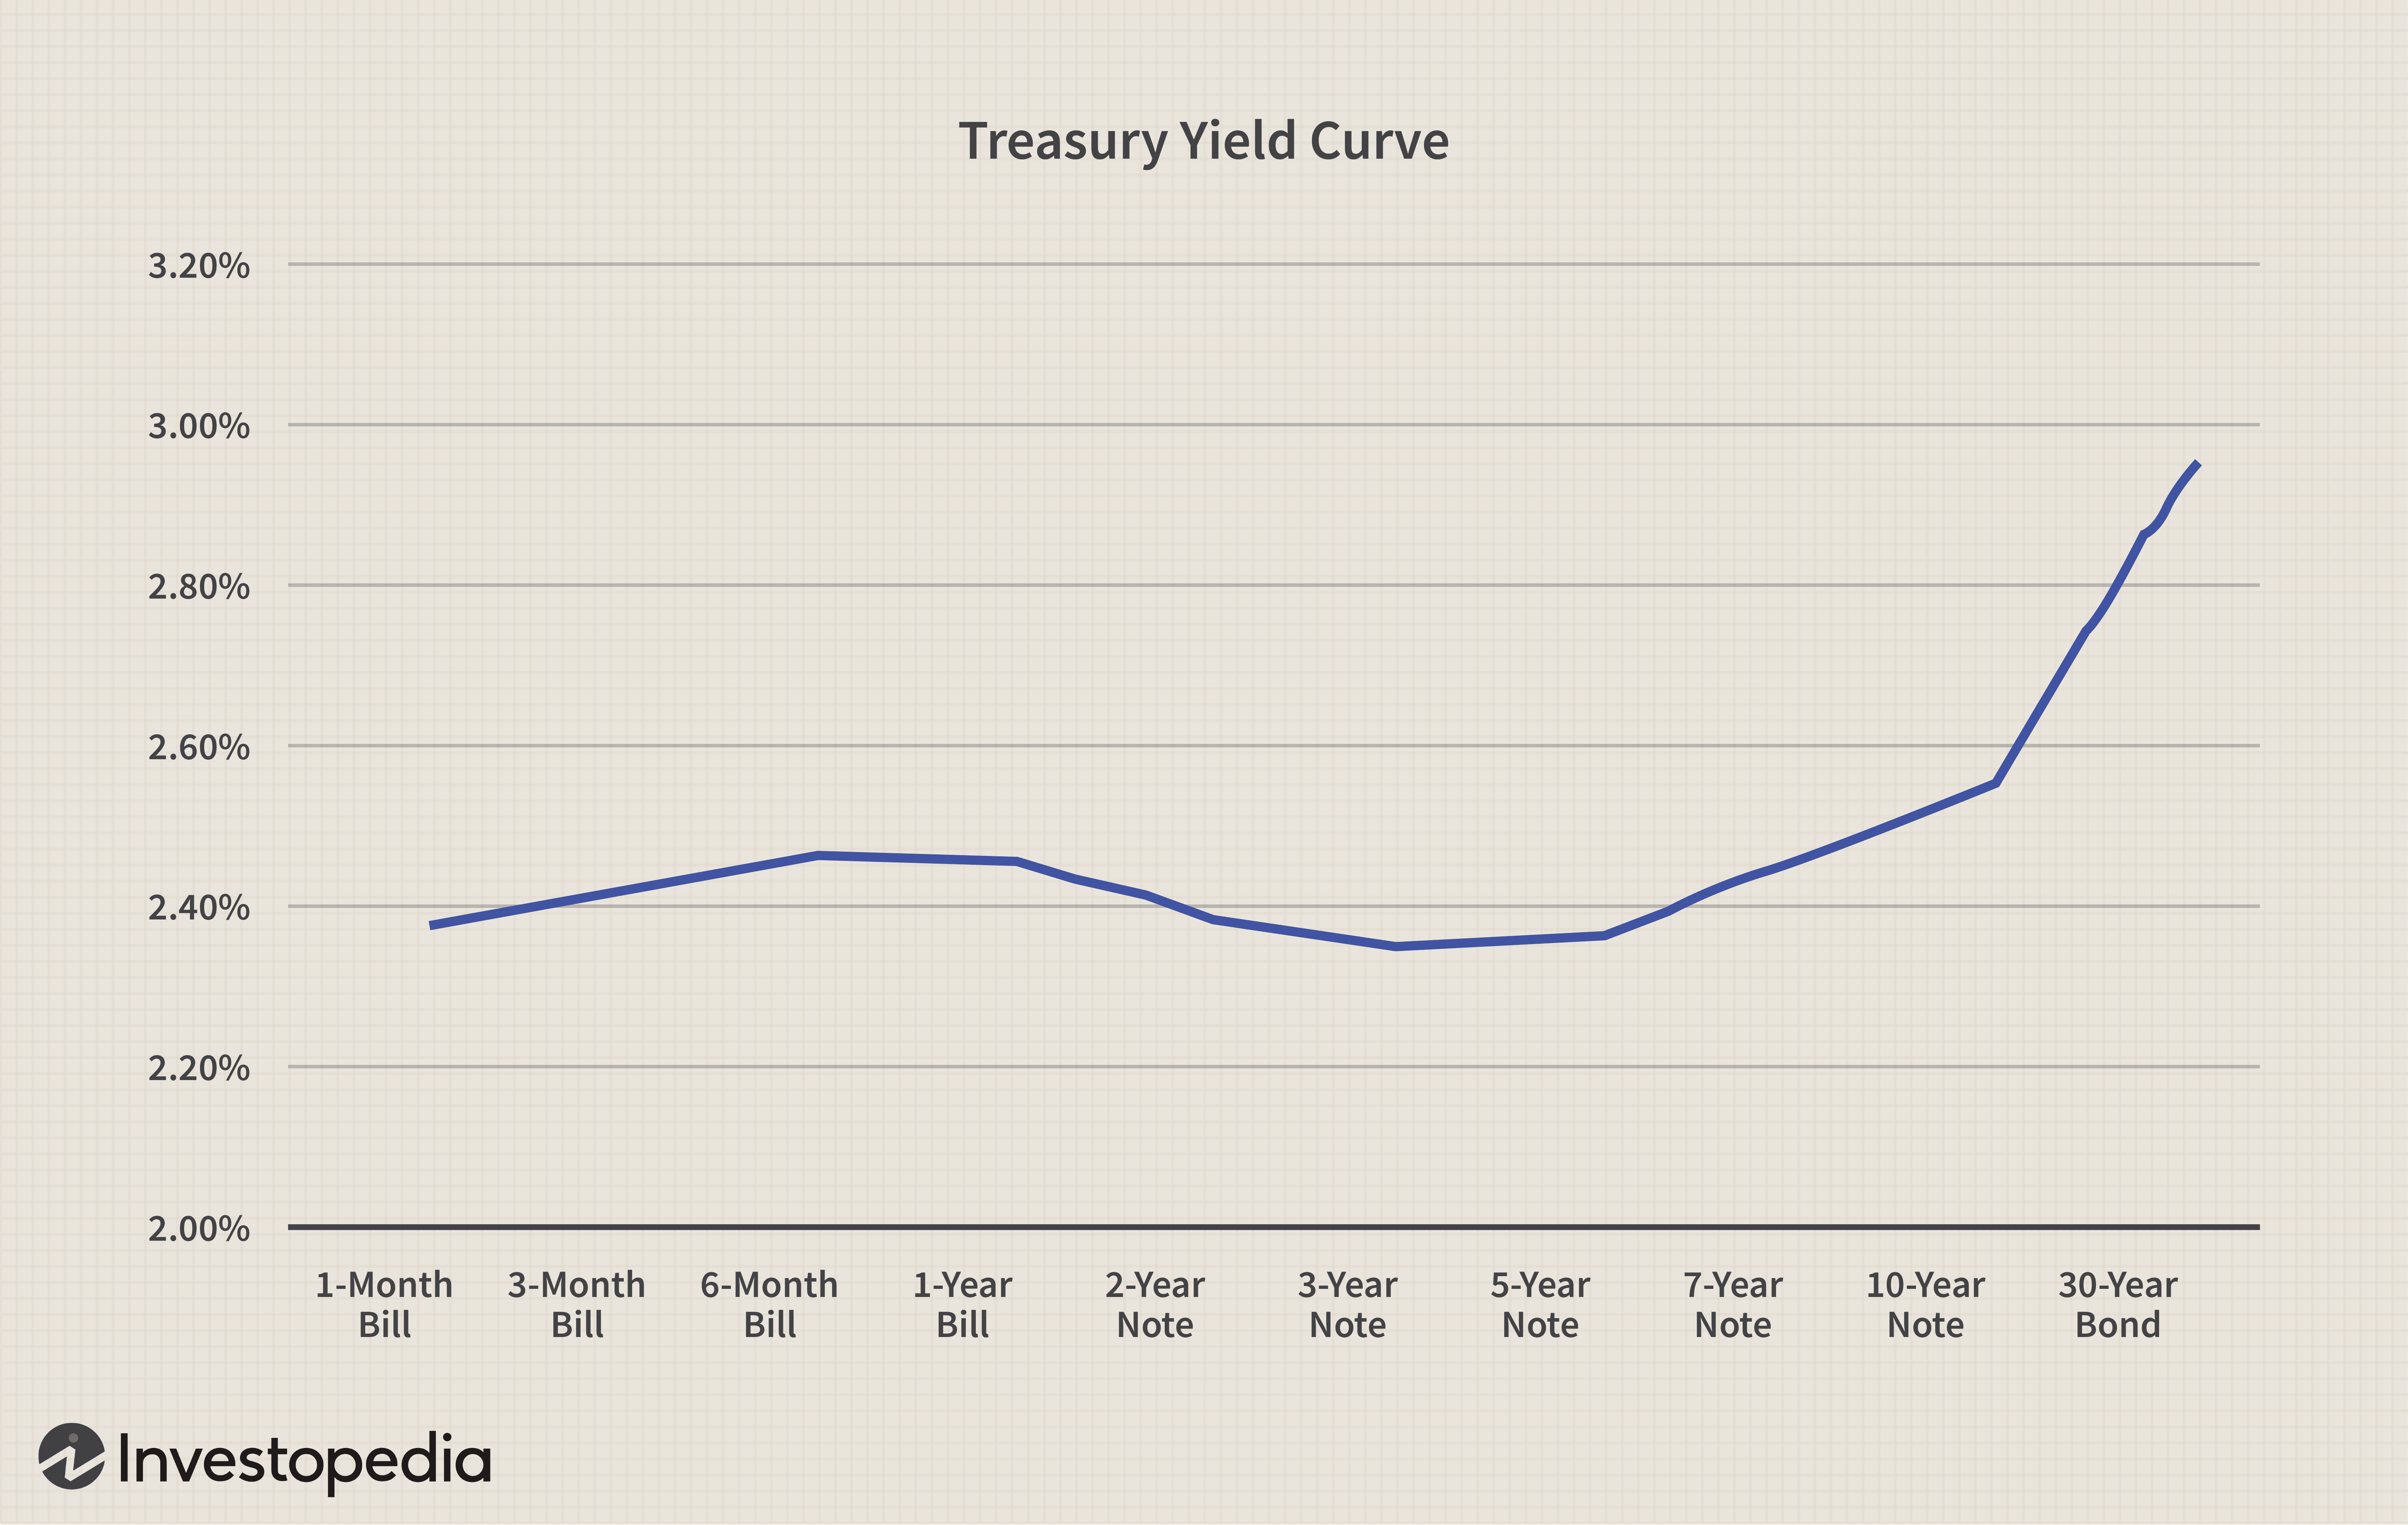 Treasury Yield Curve
3.20%
3.00%
2.80%
2.60%
2.40%
2.20%
2.00%
1-Month Bill
3-Month Bill
6-Month Bill
1-Year Bill
2-Year Note
3-Year Note
5-Year Note
7-Year Note
10-Year Note
30-Year Bond
Investopedia